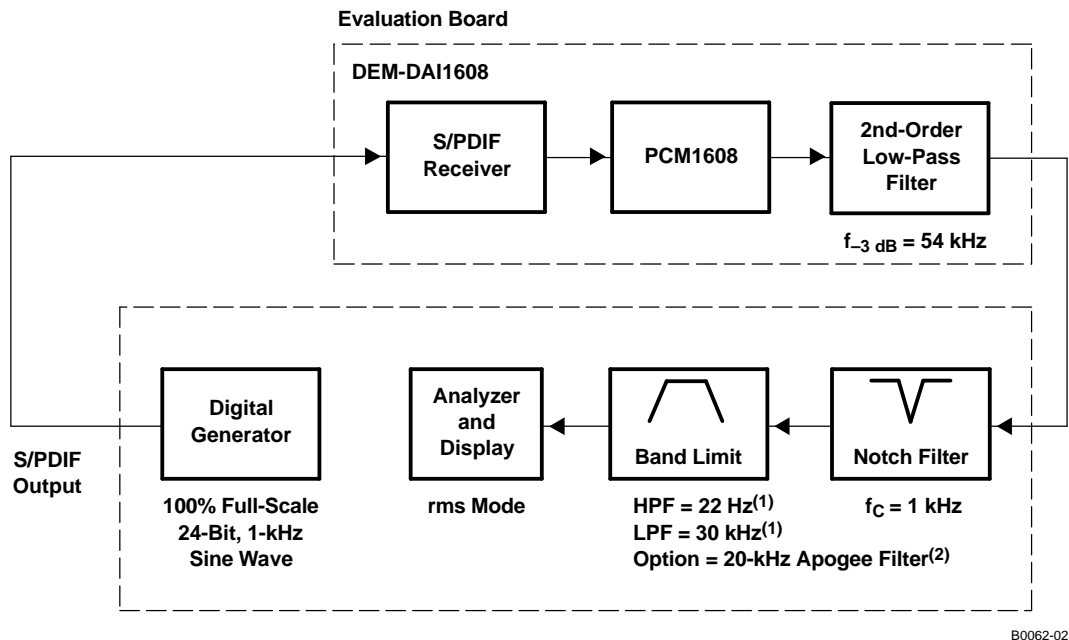 Evaluation Board
DEM-DAI1608
S/PDIF
Receiver
PCM1608
2nd-Order
Low-Pass
Filter
f–3 dB = 54 kHz
S/PDIF
Output
Digital
Generator
100% Full-Scale
24-Bit, 1-kHz
Sine Wave
Analyzer
and
Display
rms Mode
Band Limit
HPF = 22 Hz(1)
LPF = 30 kHz(1)
Option = 20-kHz Apogee Filter(2)
Notch Filter
fC = 1 kHz
B0062-02